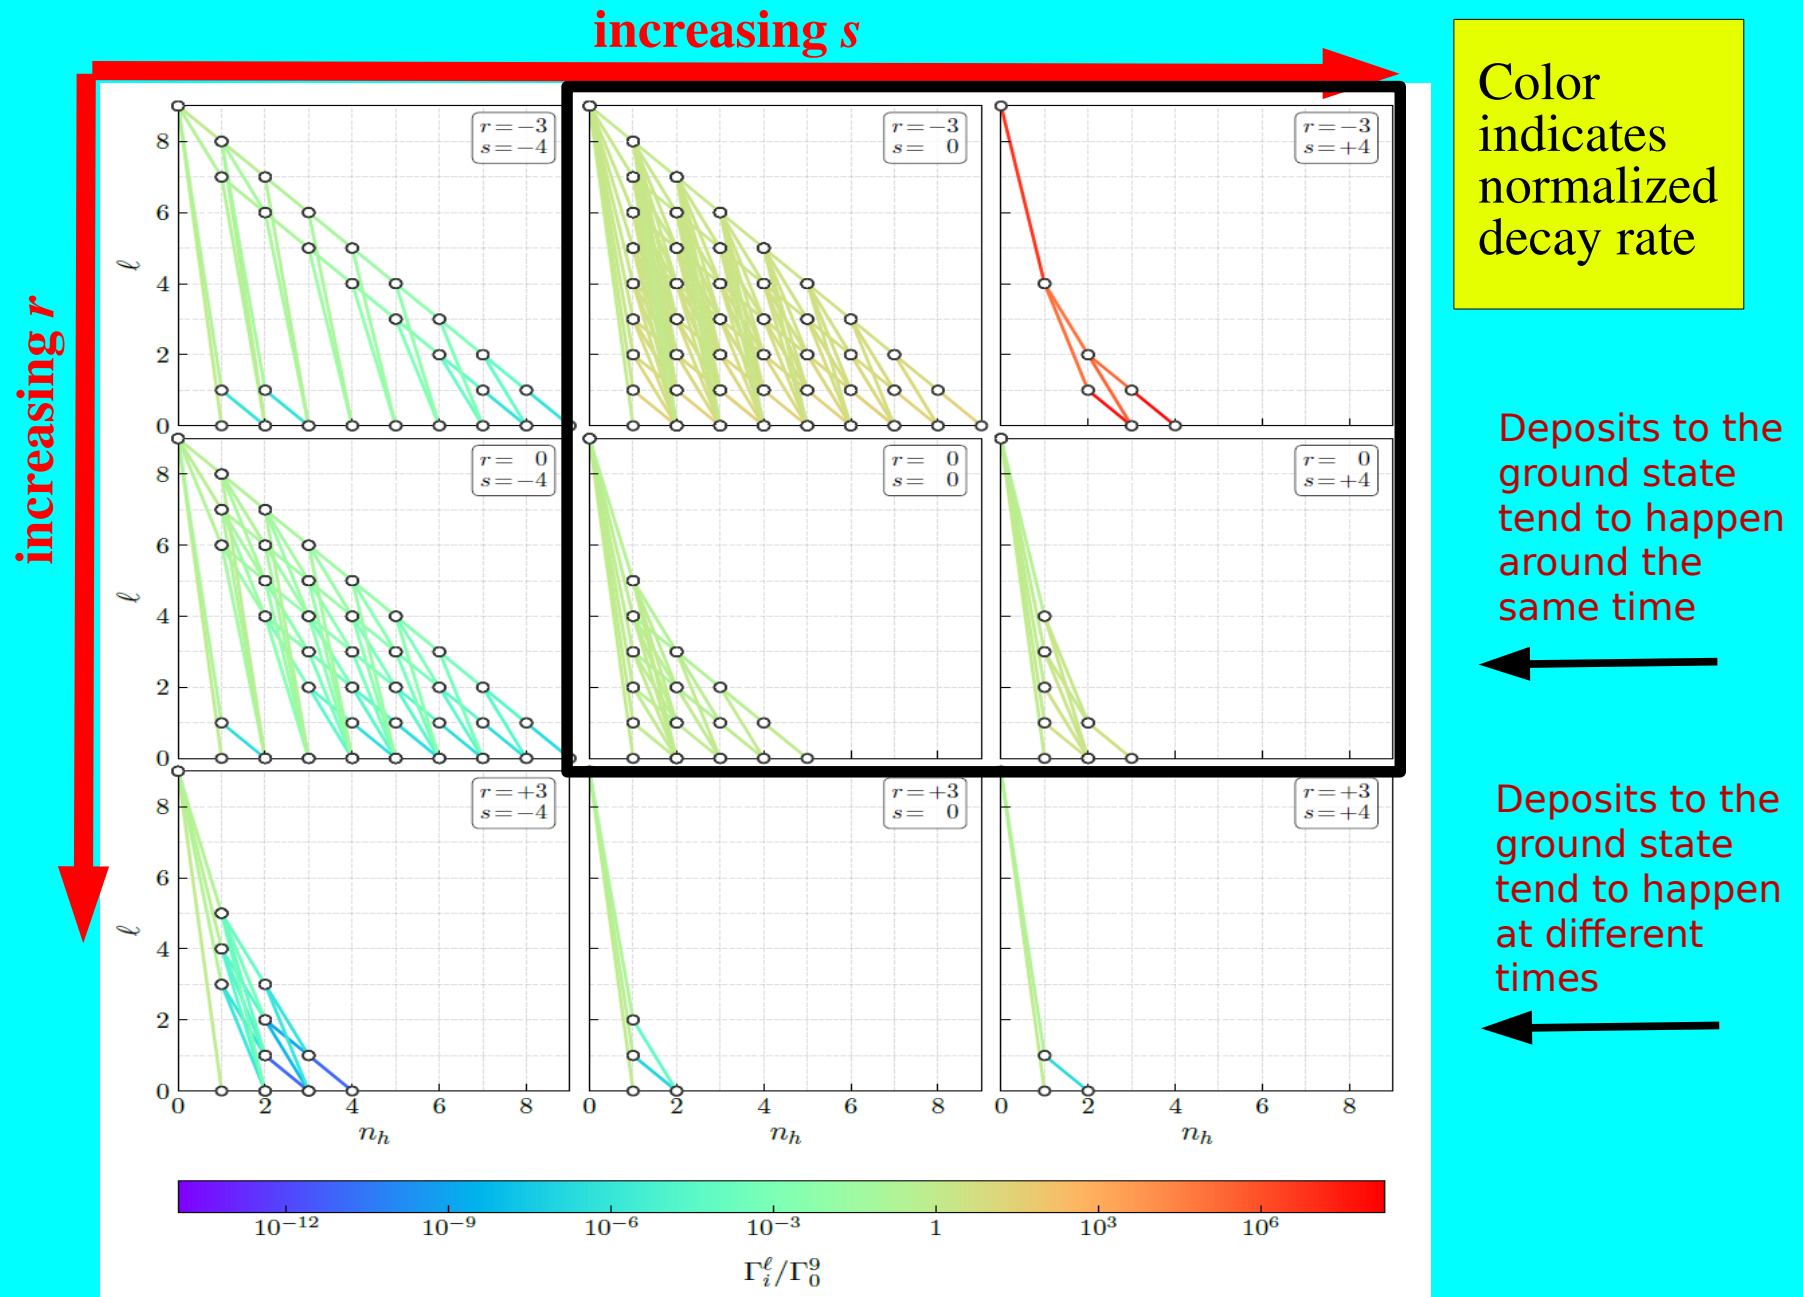 increasing s
increasing r
Color
indicates
normalized
decay rate
r = −3
s = −4
r = −3
s = 0
r = −3
s = +4
8
6
ℓ
4
2
0
Deposits to the
ground state
tend to happen
around the
same time
r = 0
s = −4
r = 0
s = 0
r = 0
s = +4
8
6
ℓ
4
2
0
Deposits to the
ground state
tend to happen
at different
times
r = +3
s = −4
r = +3
s = 0
r = +3
s = +4
8
6
ℓ
4
2
0
0 2 4 6 8 0 2 4 6 8 0 2 4 6 8
n_h n_h n_h
10⁻¹² 10⁻⁹ 10⁻⁶ 10⁻³ 1 10³ 10⁶
Γᵢ^ℓ/Γ₀⁹